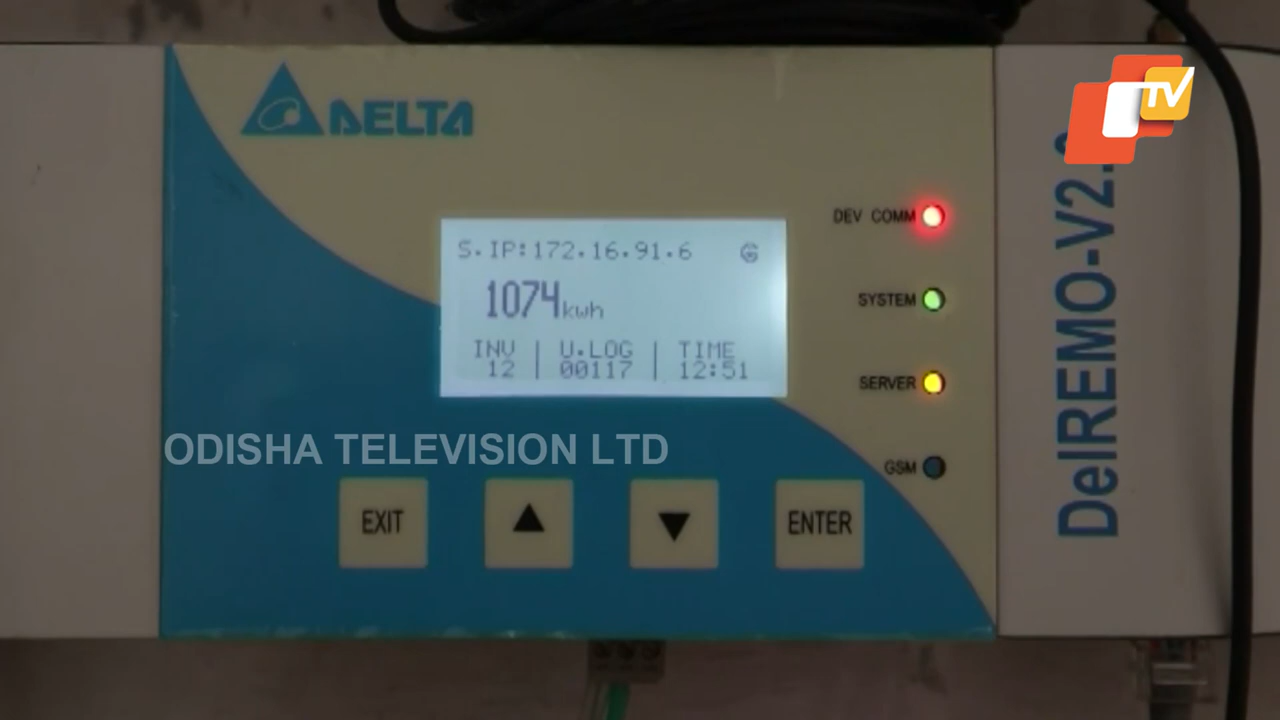 TV
DELTA
DEV COMM
S.IP:172.16.91.6
1074kwh
SYSTEM
INV | U.LOG | TIME
12 | 00117 | 12:51
SERVER
ODISHA TELEVISION LTD
GSM
EXIT
ENTER
DelREMO-V2.